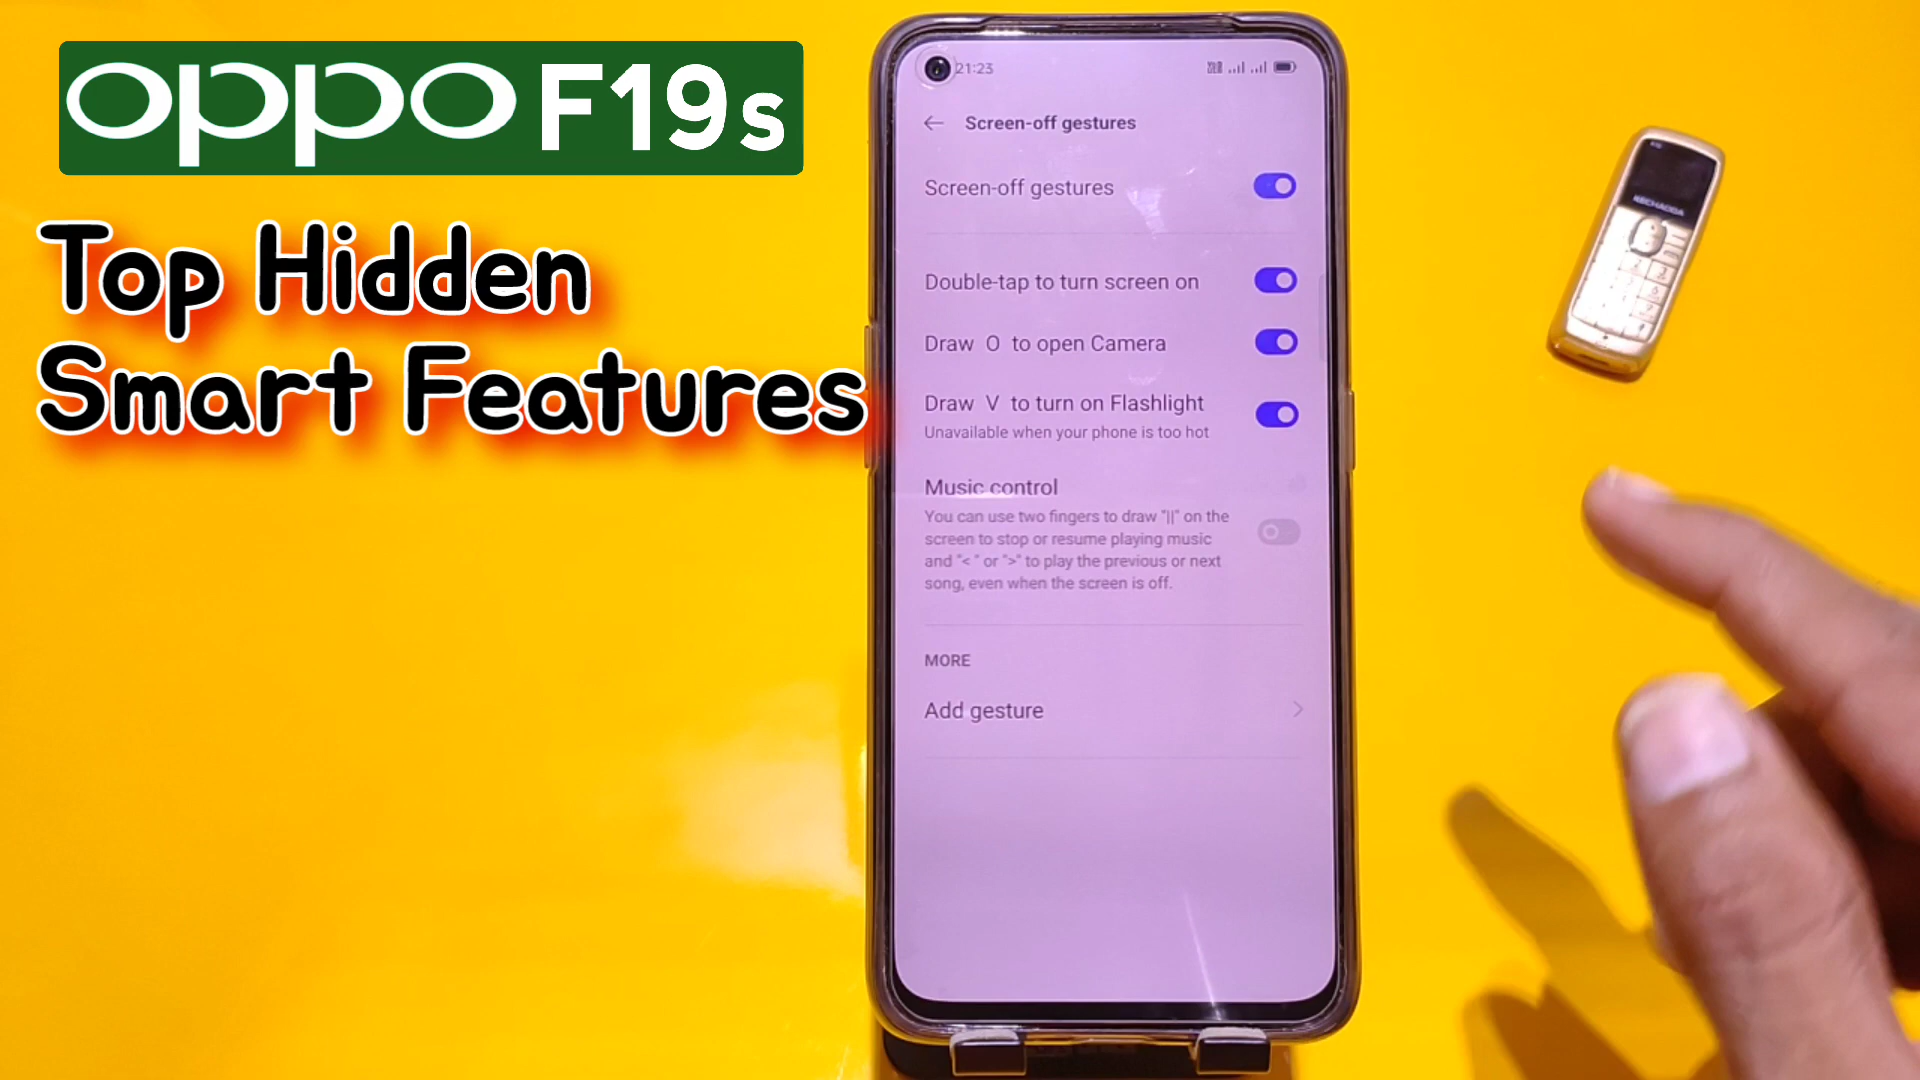 oppo F19s
Top Hidden
Smart Features
21:23
Screen-off gestures
Screen-off gestures
Double-tap to turn screen on
Draw O to open Camera
Draw V to turn on Flashlight
Unavailable when your phone is too hot
Music control
You can use two fingers to draw "||" on the
screen to stop or resume playing music
and "< " or ">" to play the previous or next
song, even when the screen is off.
MORE
Add gesture
KECHAODA